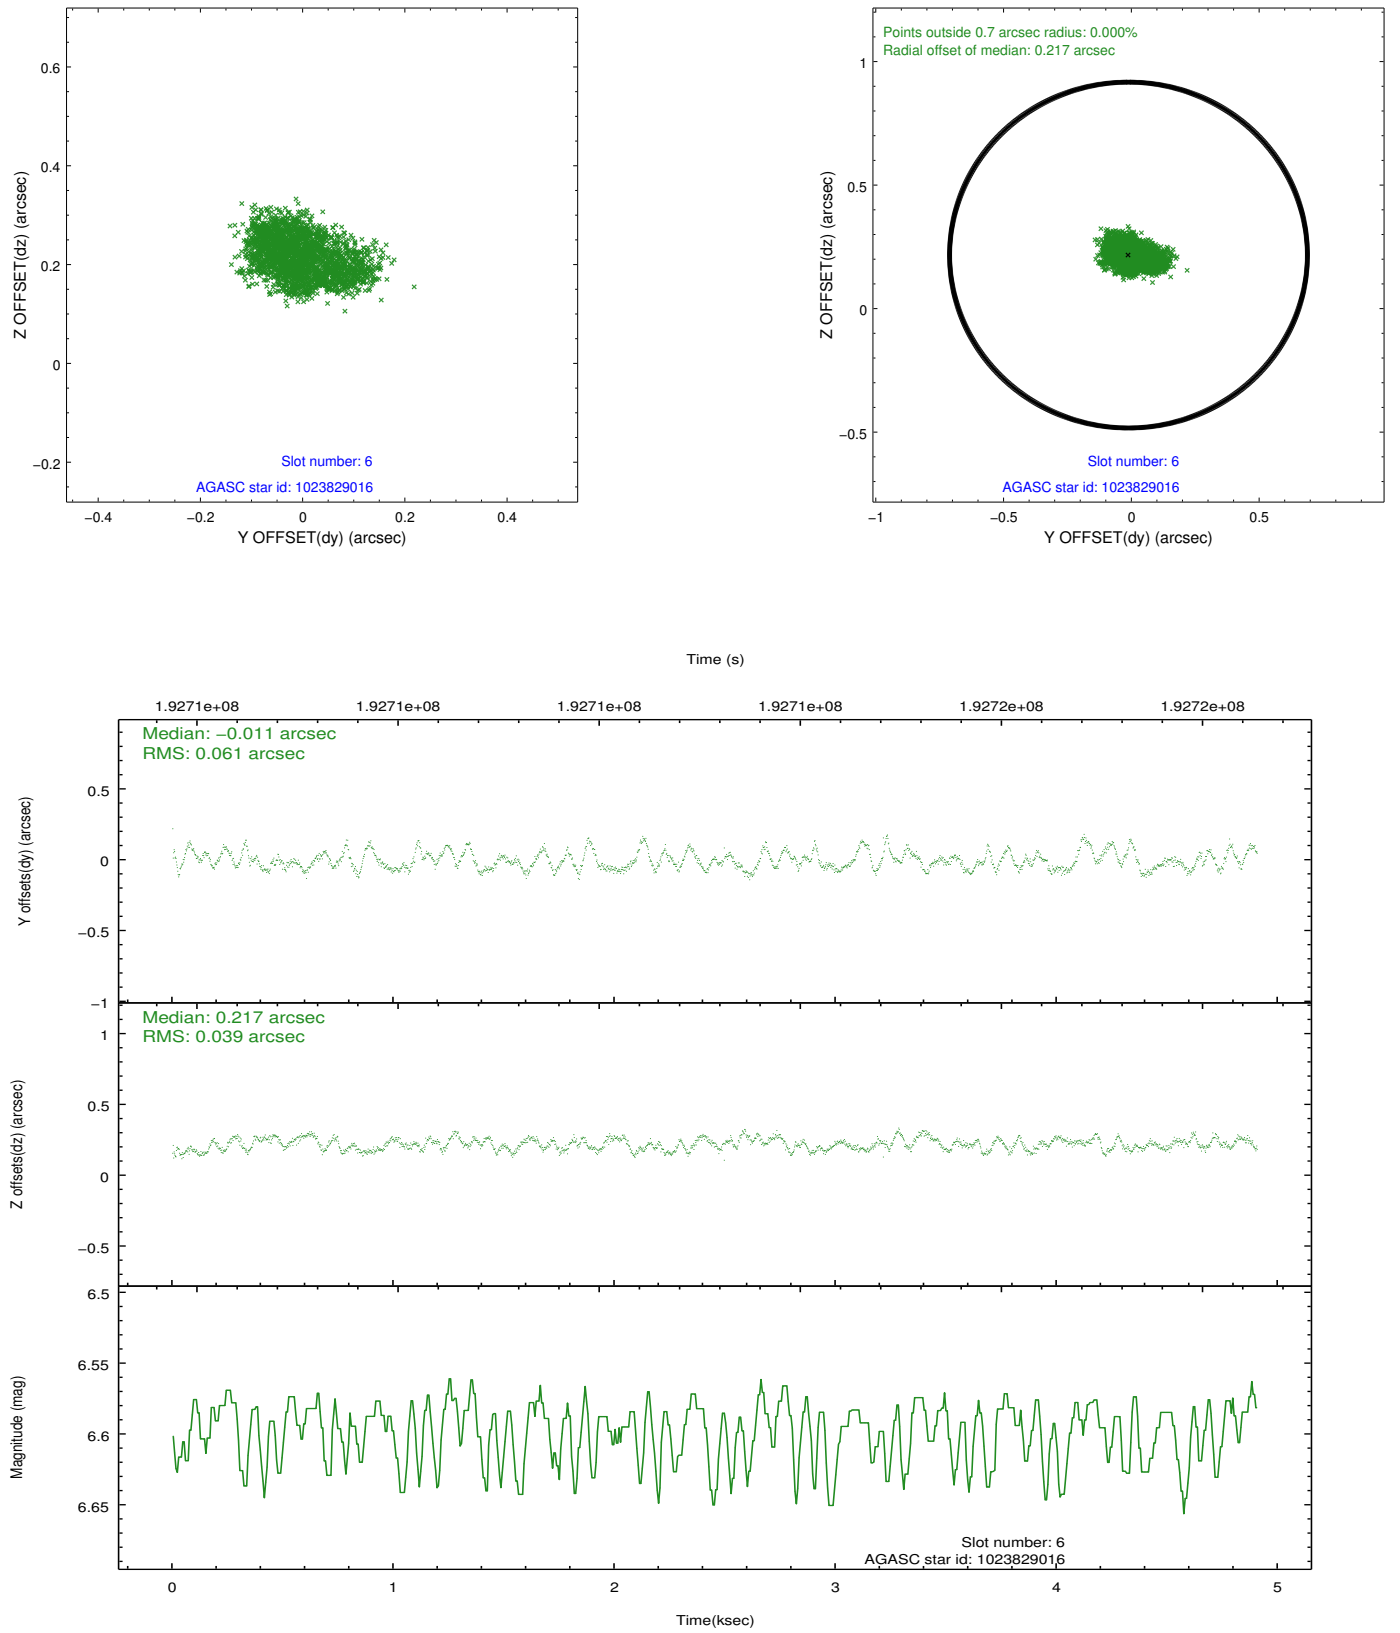 0.6
0.4
0.2
0
−0.2
Z OFFSET(dz) (arcsec)
Slot number: 6
AGASC star id: 1023829016
−0.4 −0.2 0 0.2 0.4
Y OFFSET(dy) (arcsec)
Points outside 0.7 arcsec radius: 0.000%
Radial offset of median: 0.217 arcsec
1
0.5
0
−0.5
Z OFFSET(dz) (arcsec)
Slot number: 6
AGASC star id: 1023829016
−1 −0.5 0 0.5
Y OFFSET(dy) (arcsec)
Time (s)
1.9271e+08 1.9271e+08 1.9271e+08 1.9271e+08 1.9272e+08 1.9272e+08
Median: −0.011 arcsec
RMS: 0.061 arcsec
0.5
0
−0.5
−1
Y offsets(dy) (arcsec)
Median: 0.217 arcsec
RMS: 0.039 arcsec
1
0.5
0
−0.5
Z offsets(dz) (arcsec)
6.5
6.55
6.6
6.65
Magnitude (mag)
Slot number: 6
AGASC star id: 1023829016
0 1 2 3 4 5
Time(ksec)